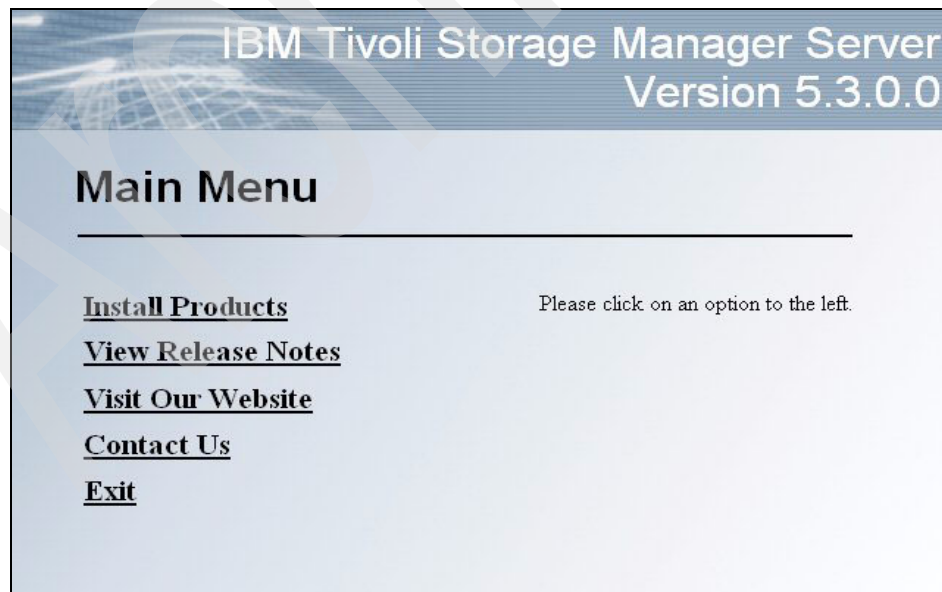 IBM Tivoli Storage Manager Server
Version 5.3.0.0
Main Menu
Install Products
Please click on an option to the left.
View Release Notes
Visit Our Website
Contact Us
Exit